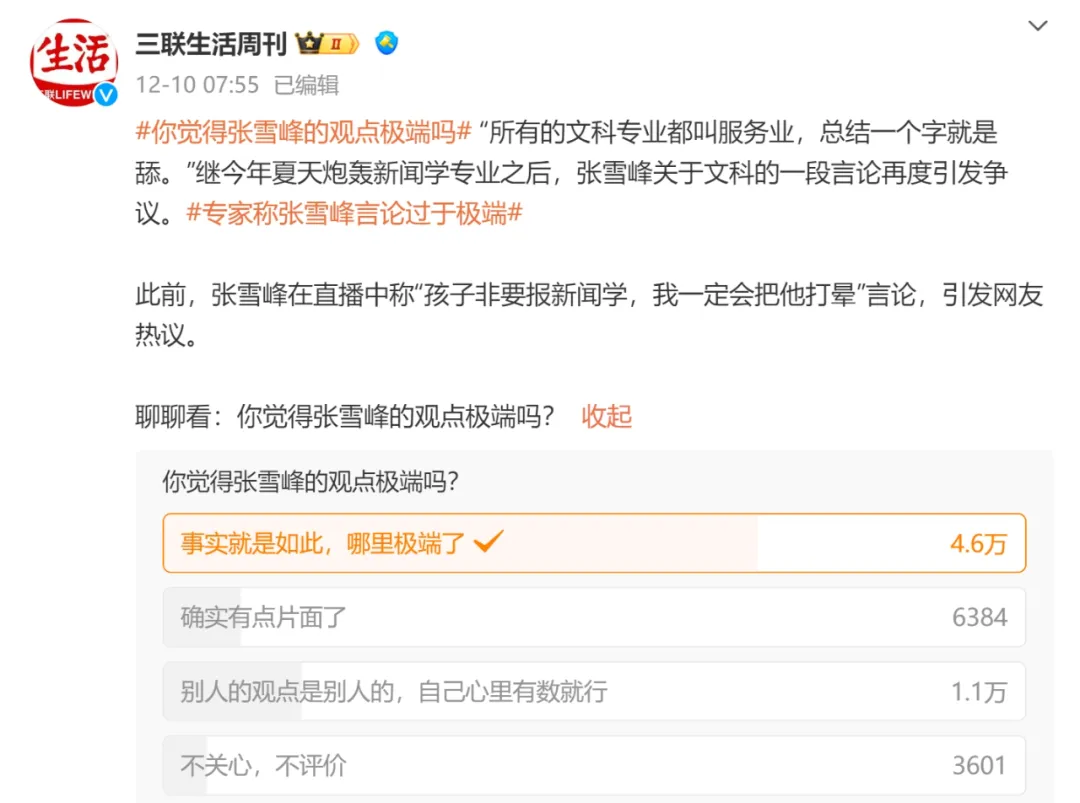 生活
三联LIFEW
三联生活周刊 II
12-10 07:55 已编辑
#你觉得张雪峰的观点极端吗# “所有的文科专业都叫服务业，总结一个字就是
舔。”继今年夏天炮轰新闻学专业之后，张雪峰关于文科的一段言论再度引发争
议。#专家称张雪峰言论过于极端#
此前，张雪峰在直播中称“孩子非要报新闻学，我一定会把他打晕”言论，引发网友
热议。
聊聊看：你觉得张雪峰的观点极端吗？ 收起
你觉得张雪峰的观点极端吗？
事实就是如此，哪里极端了 4.6万
确实有点片面了 6384
别人的观点是别人的，自己心里有数就行 1.1万
不关心，不评价 3601